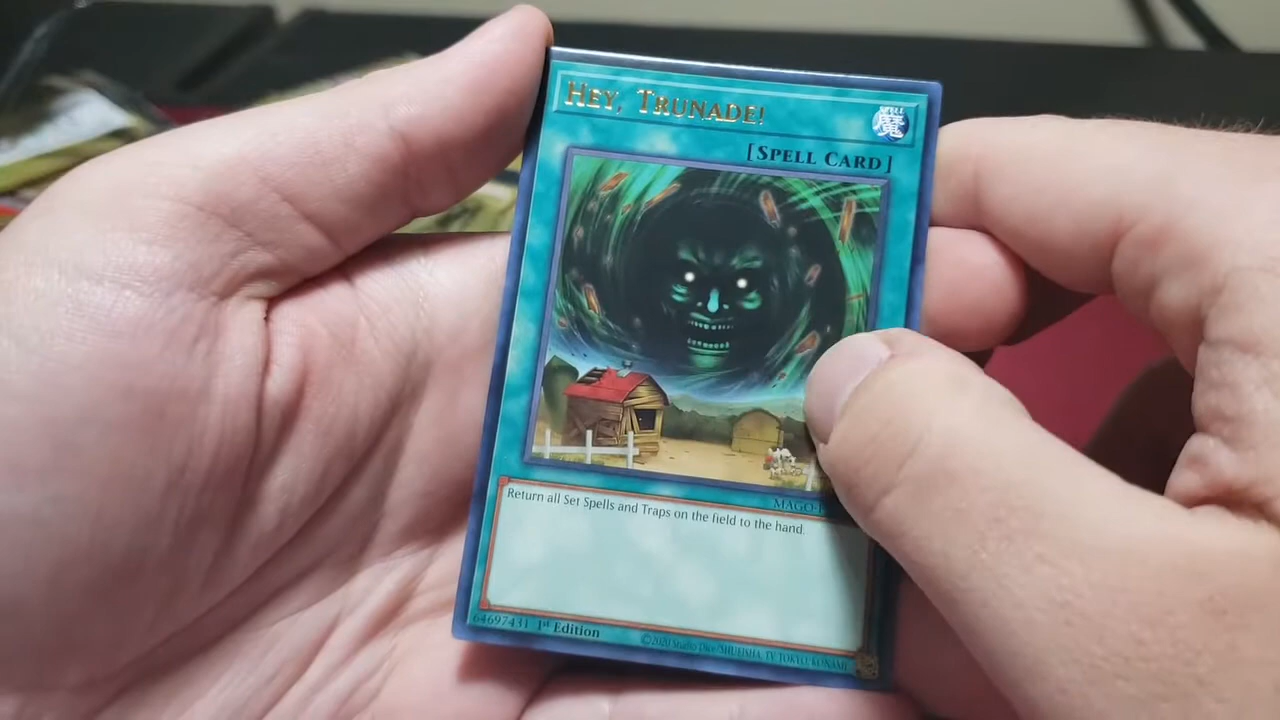 HEY, TRUNADE!
魔
[SPELL CARD]
MAGO-
Return all Set Spells and Traps on the field to the hand.
64697431 1st Edition
©2020 Studio Dice/SHUEISHA, TV TOKYO, KONAMI